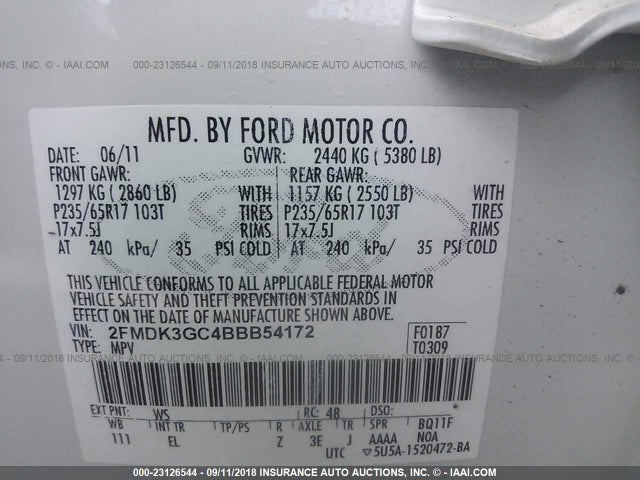 000-23126544 - 09/11/2018 - INSURANCE AUTO AUCTIONS, INC. © - IAAI.COM
MFD. BY FORD MOTOR CO.
DATE: 06/11 GVWR: 2440 KG ( 5380 LB)
FRONT GAWR: REAR GAWR:
1297 KG ( 2860 LB) WITH 1157 KG ( 2550 LB) WITH
P235/65R17 103T TIRES P235/65R17 103T TIRES
17x7.5J RIMS 17x7.5J RIMS
AT 240 kPa/ 35 PSI COLD AT 240 kPa/ 35 PSI COLD
THIS VEHICLE CONFORMS TO ALL APPLICABLE FEDERAL MOTOR
VEHICLE SAFETY AND THEFT PREVENTION STANDARDS IN
EFFECT ON THE DATE OF MANUFACTURE SHOWN ABOVE.
VIN: 2FMDK3GC4BBB54172 F0187
TYPE: MPV T0309
EXT PNT: WS RC: 48 DSO:
WB INT TR TP/PS R AXLE TR SPR BQ11F
111 EL Z 3E J AAAA N0A
UTC ▽5U5A-1520472-BA
000-23126544 - 09/11/2018 - INSURANCE AUTO AUCTIONS, INC. © - IAAI.COM